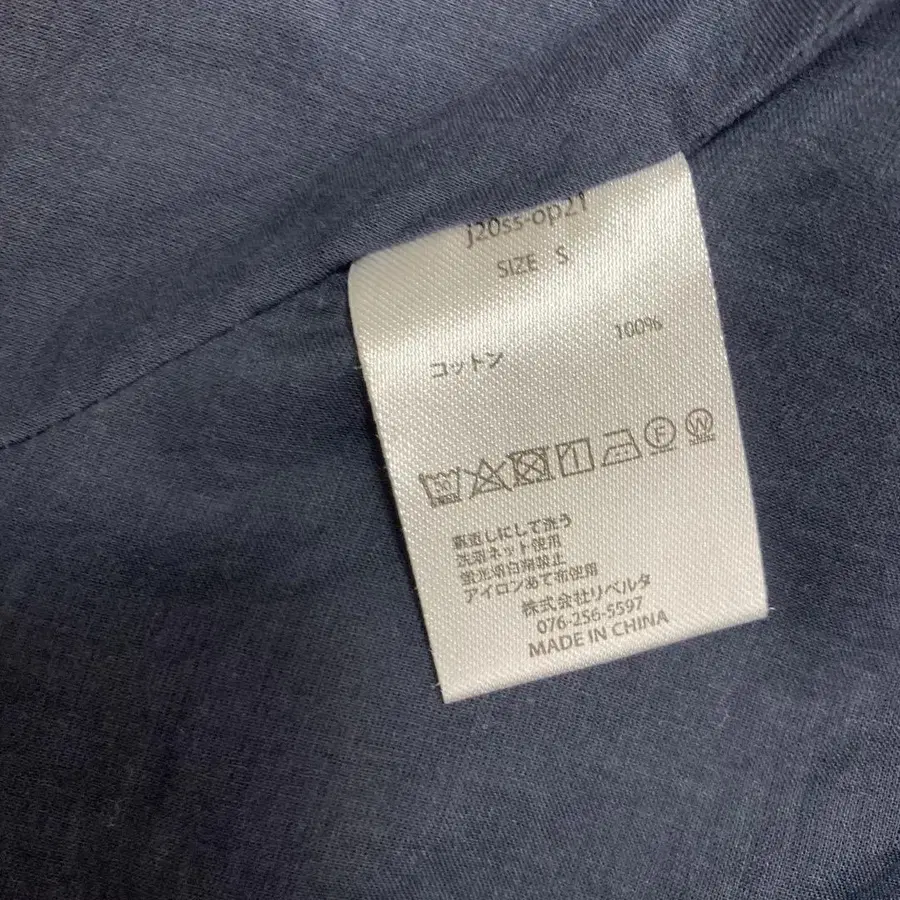 j20ss-op21
SIZE S
コットン 100%
裏返しにして洗う
洗濯ネット使用
蛍光増白剤禁止
アイロンあて布使用
株式会社リベルタ
076-256-5597
MADE IN CHINA